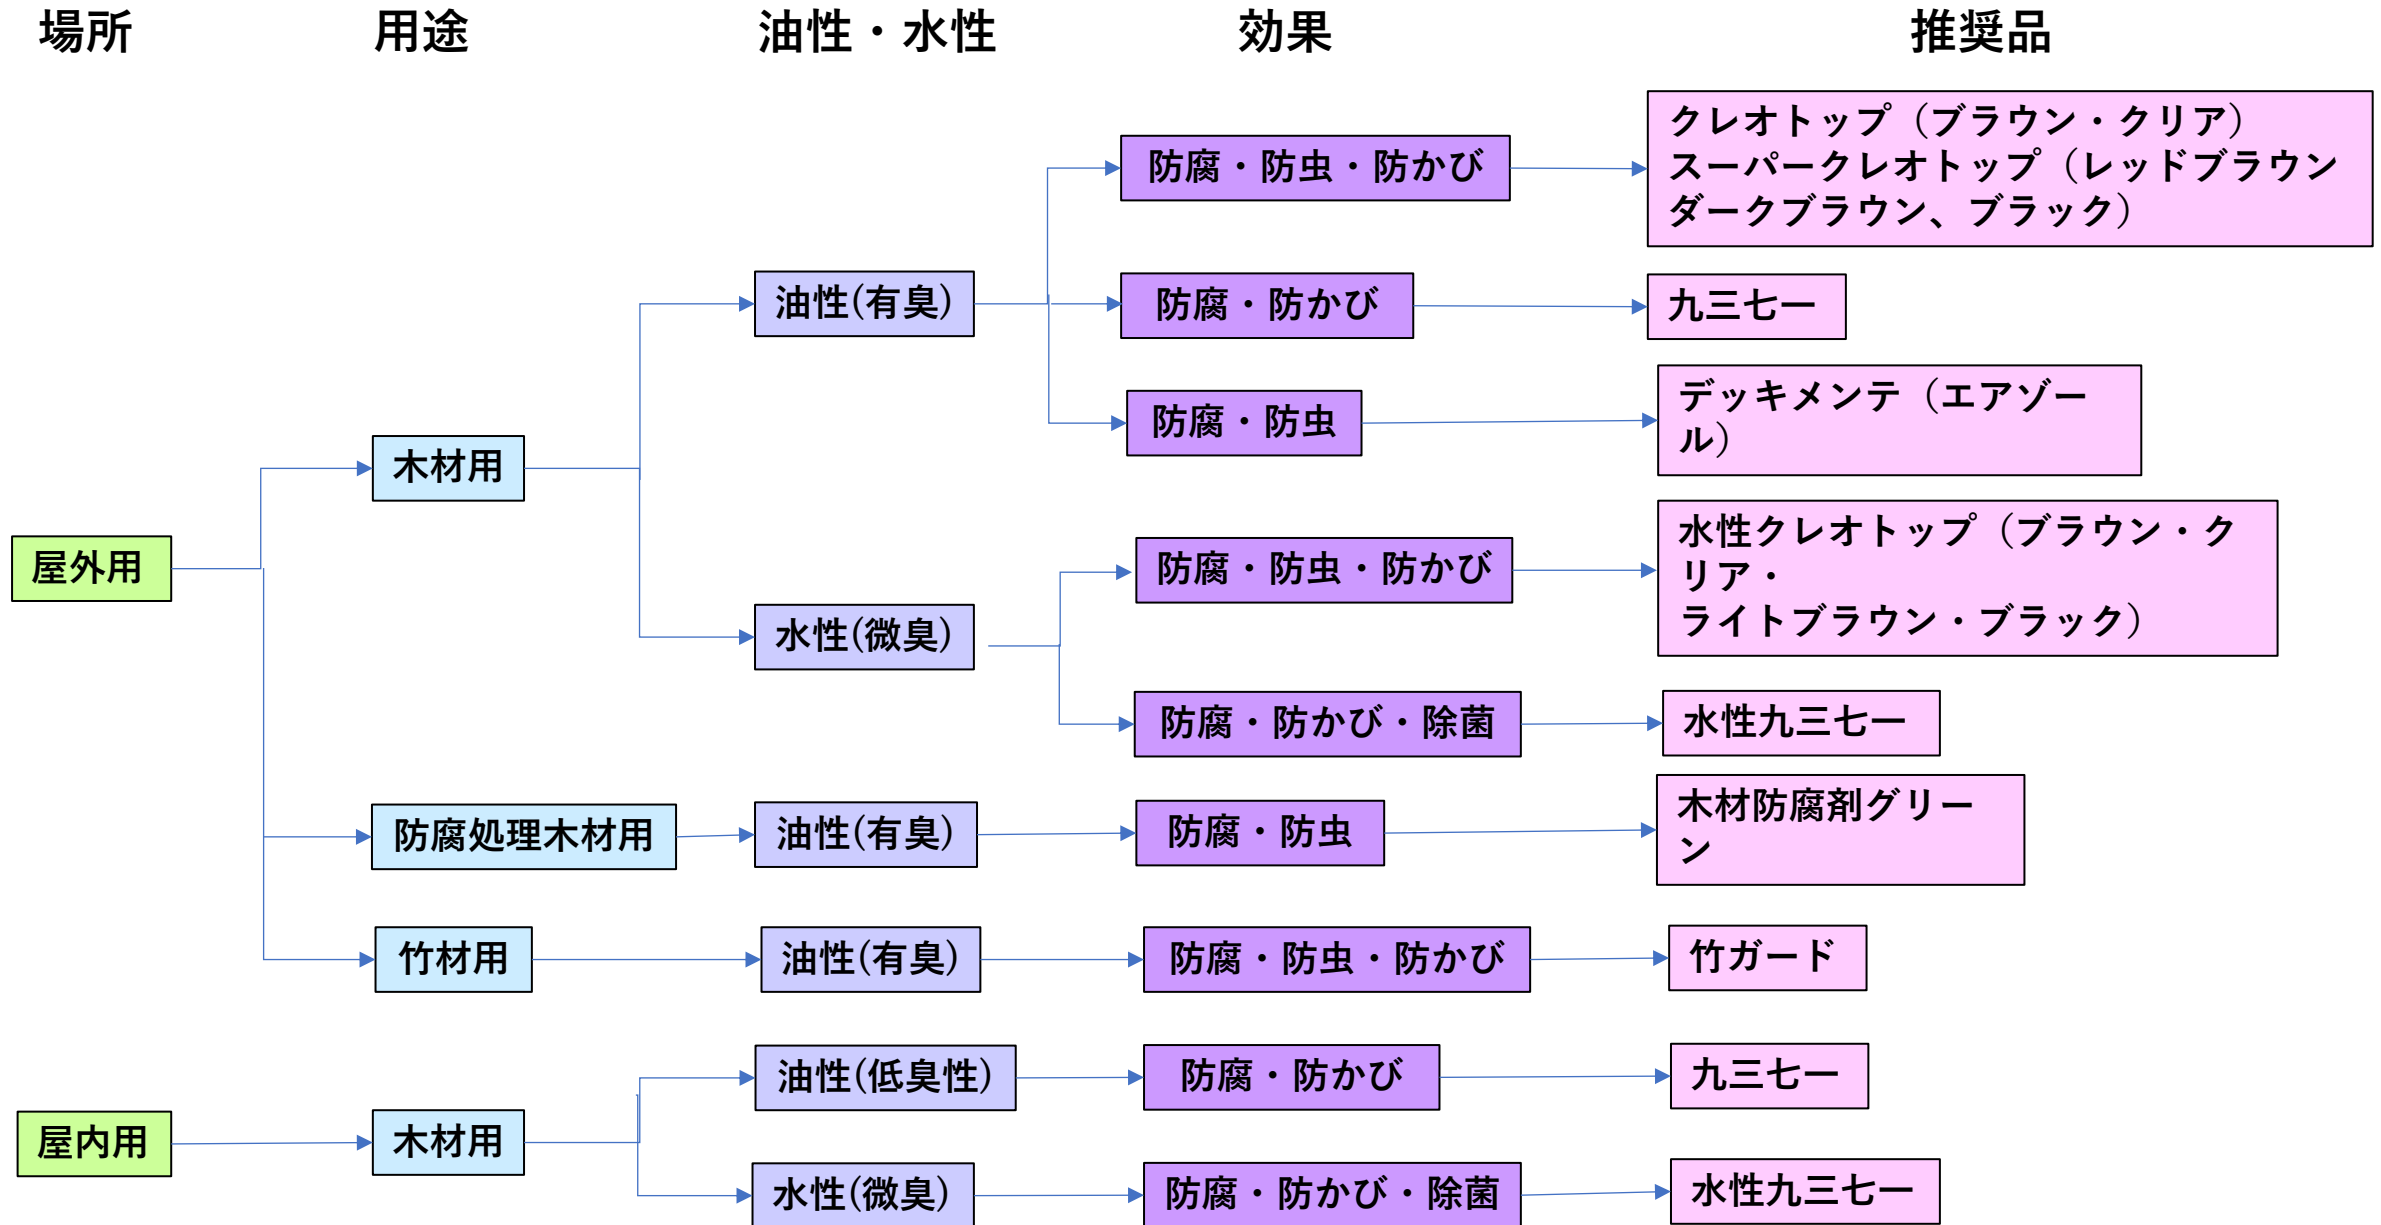 場所 用途 油性・水性 効果 推奨品
防腐・防虫・防かび
クレオトップ（ブラウン・クリア）
スーパークレオトップ（レッドブラウン
ダークブラウン、ブラック）
油性(有臭)
防腐・防かび
九三七一
防腐・防虫
デッキメンテ（エアゾー
ル）
木材用
屋外用
防腐・防虫・防かび
水性クレオトップ（ブラウン・ク
リア・
ライトブラウン・ブラック）
水性(微臭)
防腐・防かび・除菌
水性九三七一
防腐処理木材用
油性(有臭)
防腐・防虫
木材防腐剤グリー
ン
竹材用
油性(有臭)
防腐・防虫・防かび
竹ガード
屋内用
木材用
油性(低臭性)
防腐・防かび
九三七一
水性(微臭)
防腐・防かび・除菌
水性九三七一